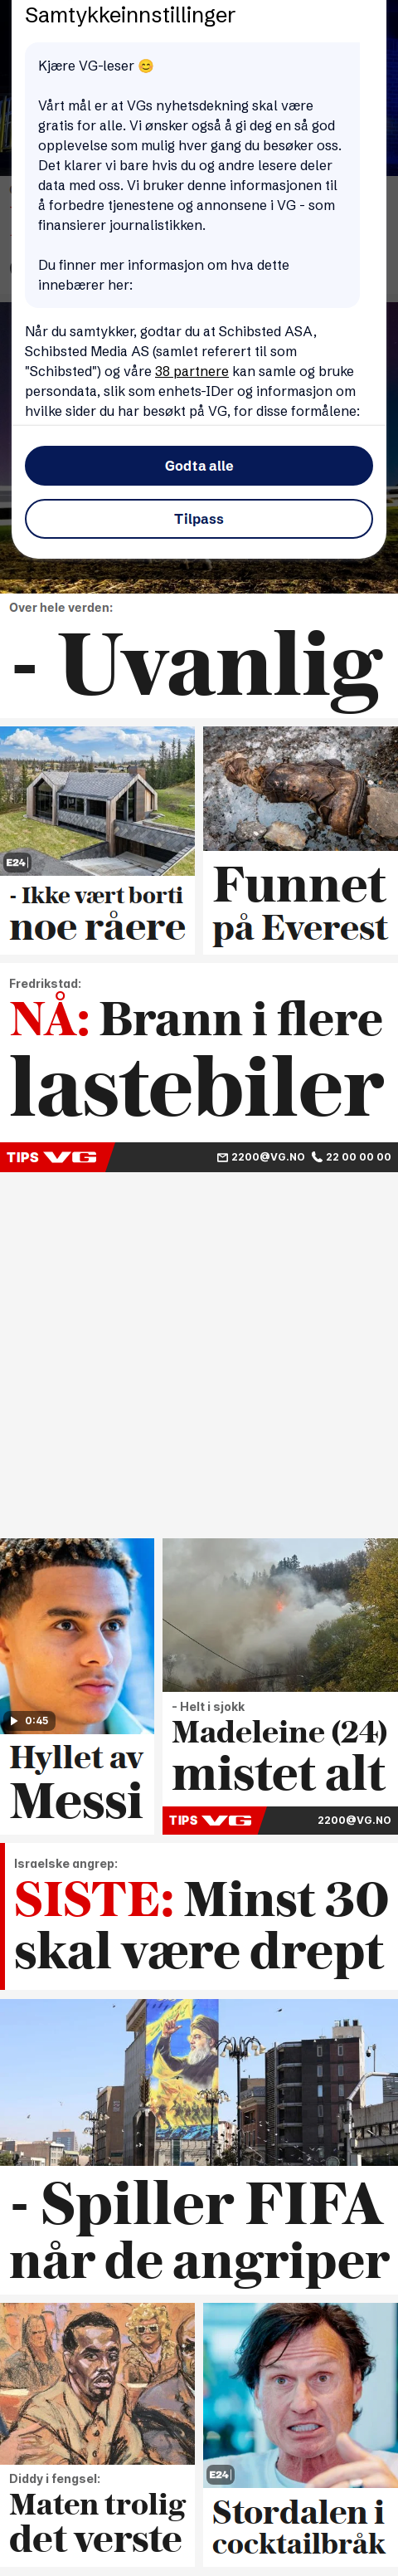 Samtykkeinnstillinger
Kjære VG-leser 😊
Vårt mål er at VGs nyhetsdekning skal være
gratis for alle. Vi ønsker også å gi deg en så god
opplevelse som mulig hver gang du besøker oss.
Det klarer vi bare hvis du og andre lesere deler
data med oss. Vi bruker denne informasjonen til
å forbedre tjenestene og annonsene i VG - som
finansierer journalistikken.
Du finner mer informasjon om hva dette
innebærer her:
Når du samtykker, godtar du at Schibsted ASA,
Schibsted Media AS (samlet referert til som
"Schibsted") og våre 38 partnere kan samle og bruke
persondata, slik som enhets-IDer og informasjon om
hvilke sider du har besøkt på VG, for disse formålene:
Godta alle
Tilpass
Over hele verden:
- Uvanlig
E24
- Ikke vært borti
noe råere
Funnet
på Everest
Fredrikstad:
NÅ: Brann i flere
lastebiler
TIPS VG 2200@VG.NO 22 00 00 00
0:45
Hyllet av
Messi
- Helt i sjokk
Madeleine (24)
mistet alt
TIPS VG 2200@VG.NO
Israelske angrep:
SISTE: Minst 30
skal være drept
- Spiller FIFA
når de angriper
Diddy i fengsel:
Maten trolig
det verste
E24
Stordalen i
cocktailbråk